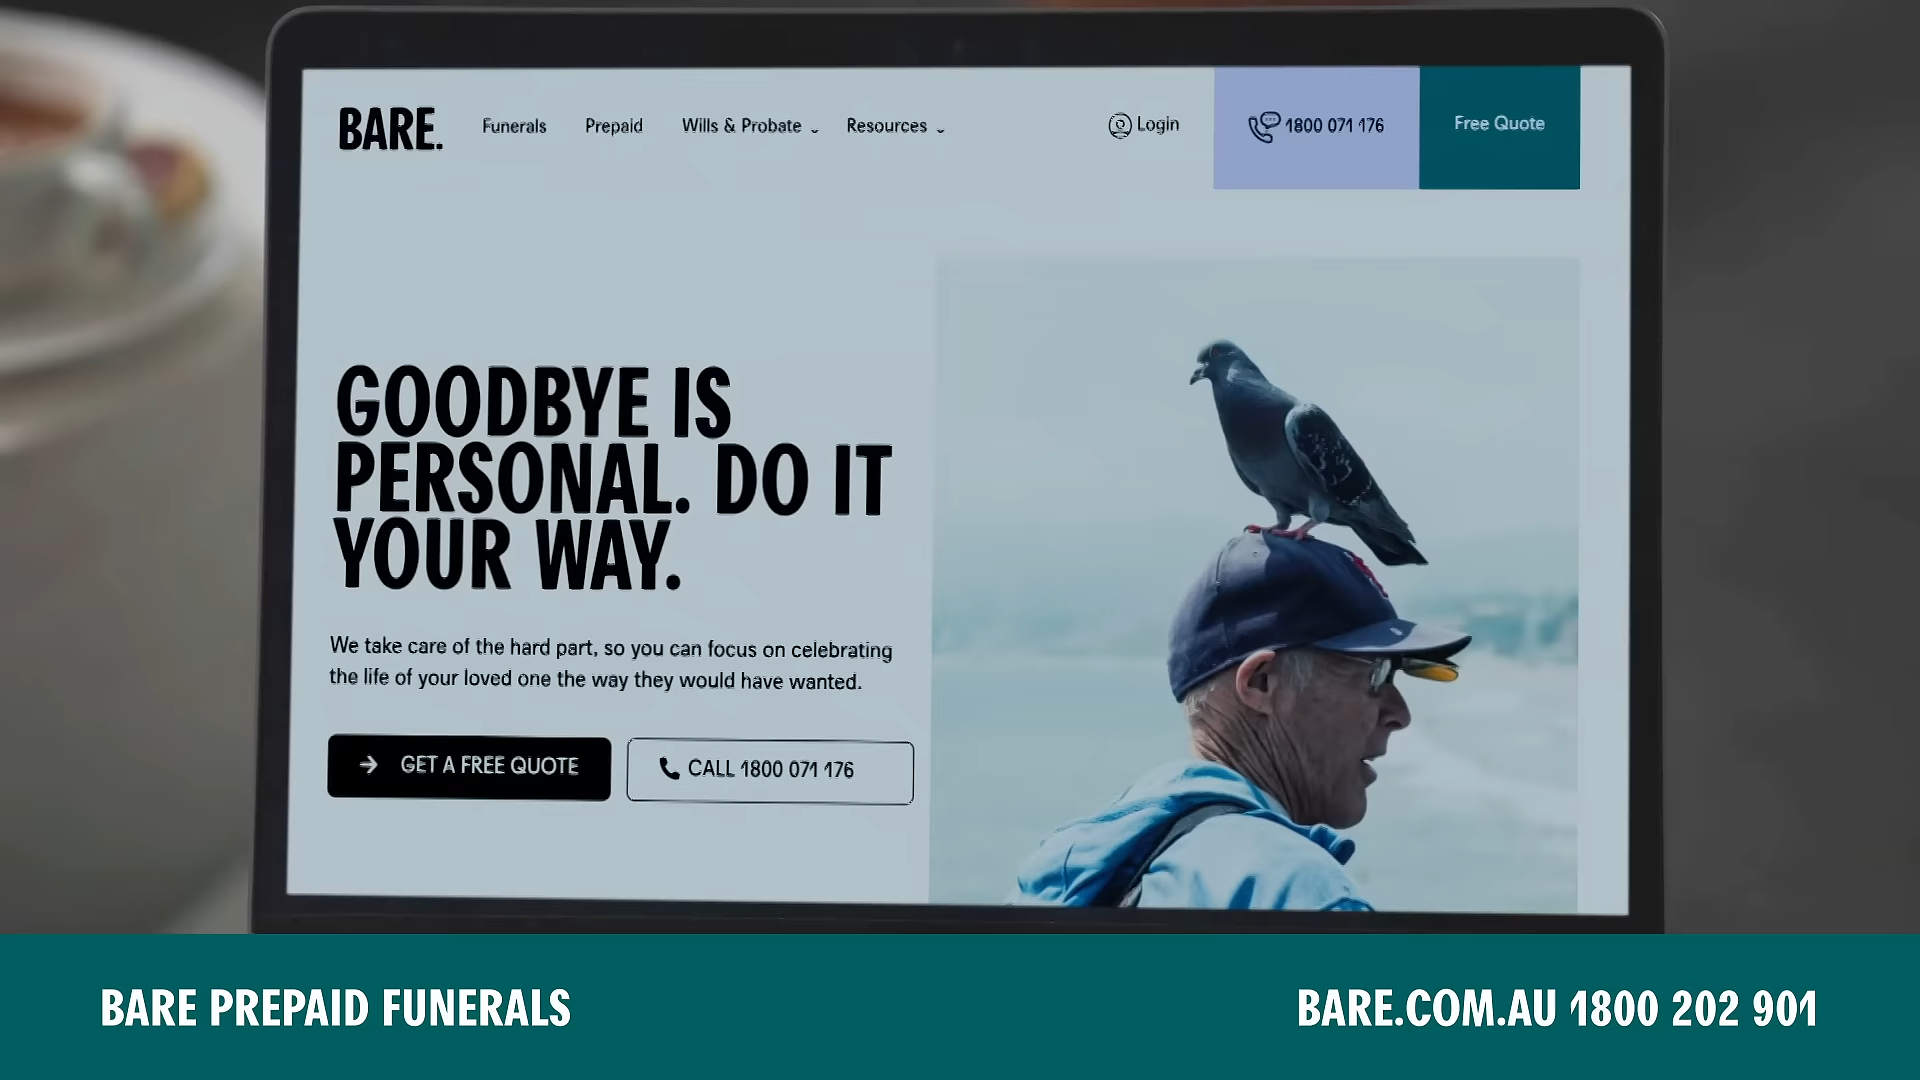 BARE.
Funerals
Prepaid
Wills & Probate
Resources
Login
1800 071 176
Free Quote
GOODBYE IS
PERSONAL. DO IT
YOUR WAY.
We take care of the hard part, so you can focus on celebrating
the life of your loved one the way they would have wanted.
GET A FREE QUOTE
CALL 1800 071 176
BARE PREPAID FUNERALS
BARE.COM.AU 1800 202 901